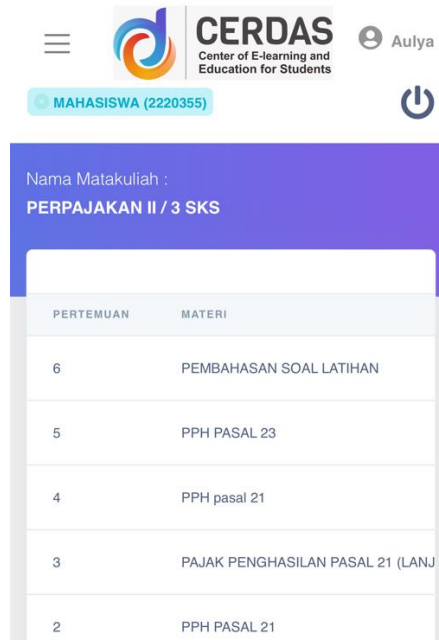 CERDAS
Center of E-learning and
Education for Students
Aulya
MAHASISWA (2220355)
Nama Matakuliah :
PERPAJAKAN II / 3 SKS
PERTEMUAN MATERI
6 PEMBAHASAN SOAL LATIHAN
5 PPH PASAL 23
4 PPH pasal 21
3 PAJAK PENGHASILAN PASAL 21 (LANJ
2 PPH PASAL 21